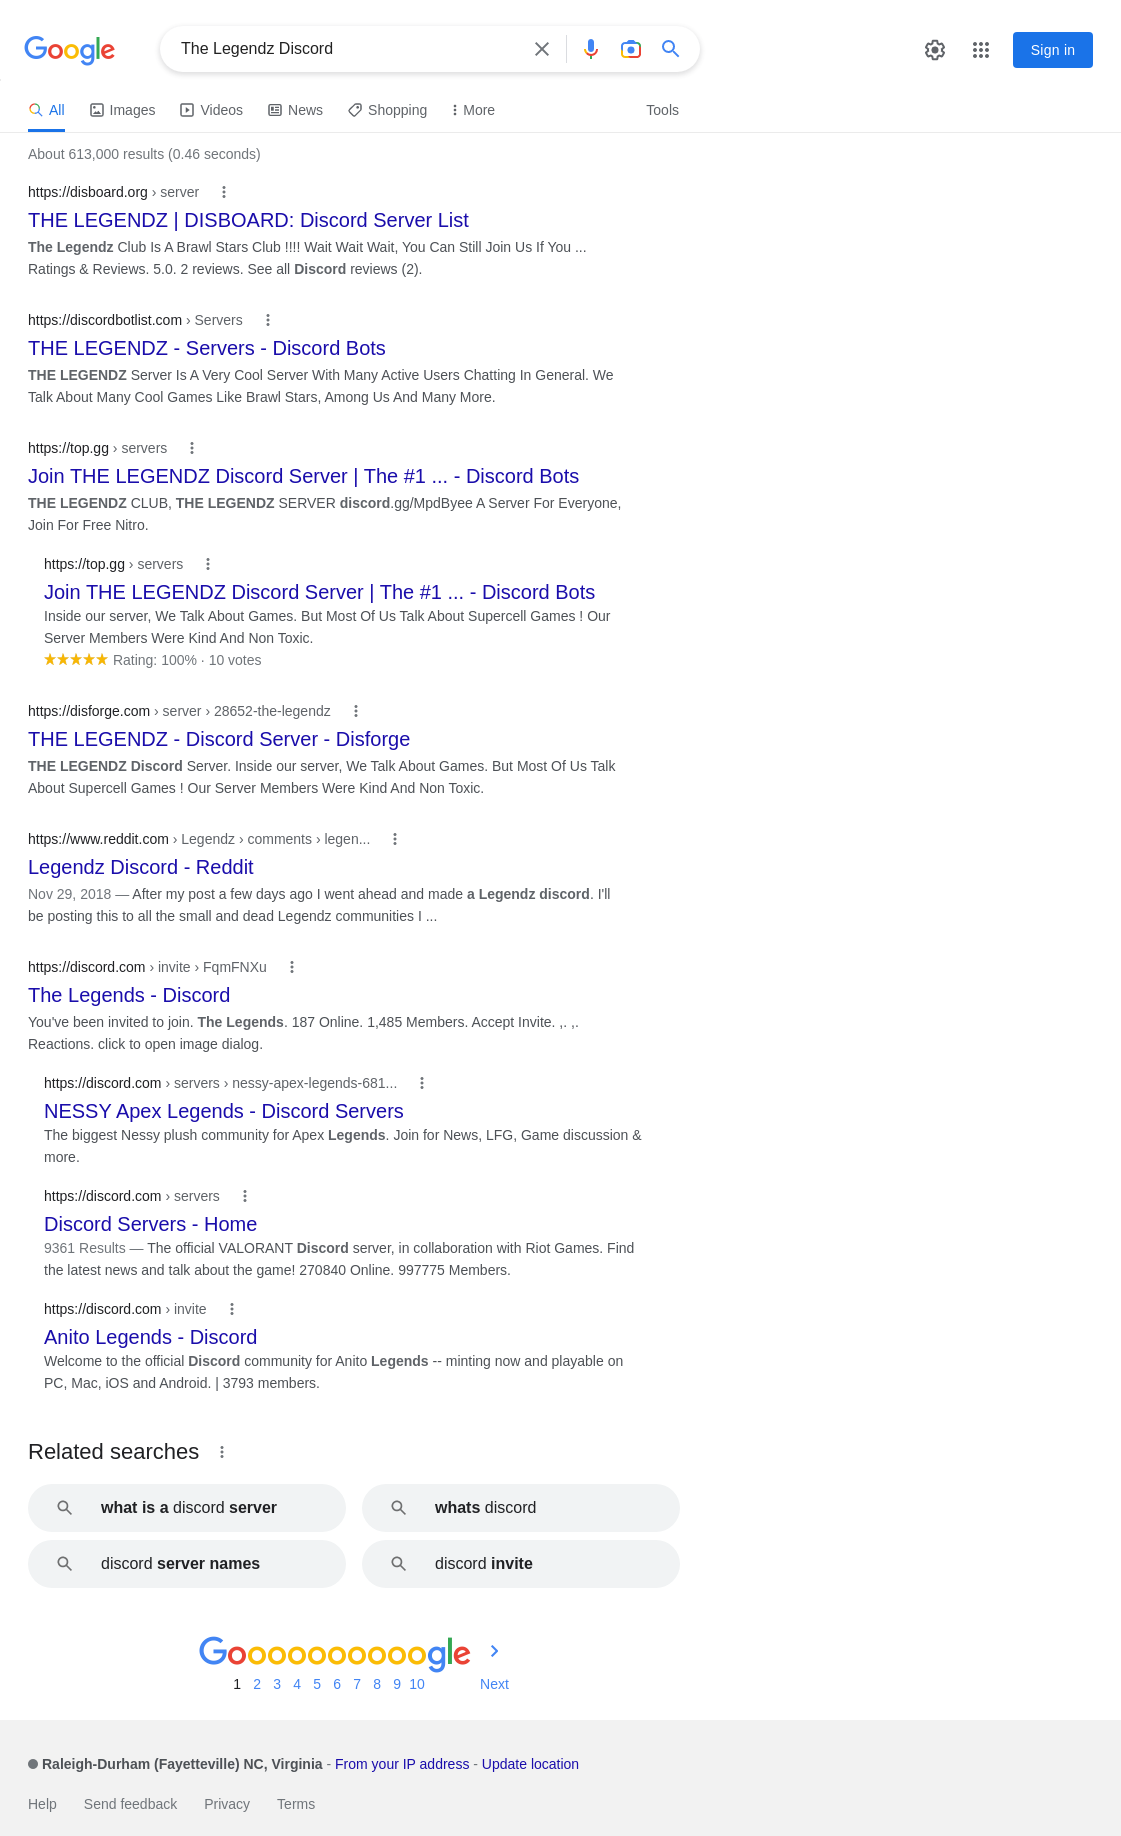 Google
The Legendz Discord
Sign in
All Images Videos News Shopping More Tools
About 613,000 results (0.46 seconds)
https://disboard.org › server
THE LEGENDZ | DISBOARD: Discord Server List
The Legendz Club Is A Brawl Stars Club !!!! Wait Wait Wait, You Can Still Join Us If You ...
Ratings & Reviews. 5.0. 2 reviews. See all Discord reviews (2).
https://discordbotlist.com › Servers
THE LEGENDZ - Servers - Discord Bots
THE LEGENDZ Server Is A Very Cool Server With Many Active Users Chatting In General. We
Talk About Many Cool Games Like Brawl Stars, Among Us And Many More.
https://top.gg › servers
Join THE LEGENDZ Discord Server | The #1 ... - Discord Bots
THE LEGENDZ CLUB, THE LEGENDZ SERVER discord.gg/MpdByee A Server For Everyone,
Join For Free Nitro.
https://top.gg › servers
Join THE LEGENDZ Discord Server | The #1 ... - Discord Bots
Inside our server, We Talk About Games. But Most Of Us Talk About Supercell Games ! Our
Server Members Were Kind And Non Toxic.
Rating: 100% · 10 votes
https://disforge.com › server › 28652-the-legendz
THE LEGENDZ - Discord Server - Disforge
THE LEGENDZ Discord Server. Inside our server, We Talk About Games. But Most Of Us Talk
About Supercell Games ! Our Server Members Were Kind And Non Toxic.
https://www.reddit.com › Legendz › comments › legen...
Legendz Discord - Reddit
Nov 29, 2018 — After my post a few days ago I went ahead and made a Legendz discord. I'll
be posting this to all the small and dead Legendz communities I ...
https://discord.com › invite › FqmFNXu
The Legends - Discord
You've been invited to join. The Legends. 187 Online. 1,485 Members. Accept Invite. ,. ,.
Reactions. click to open image dialog.
https://discord.com › servers › nessy-apex-legends-681...
NESSY Apex Legends - Discord Servers
The biggest Nessy plush community for Apex Legends. Join for News, LFG, Game discussion &
more.
https://discord.com › servers
Discord Servers - Home
9361 Results — The official VALORANT Discord server, in collaboration with Riot Games. Find
the latest news and talk about the game! 270840 Online. 997775 Members.
https://discord.com › invite
Anito Legends - Discord
Welcome to the official Discord community for Anito Legends -- minting now and playable on
PC, Mac, iOS and Android. | 3793 members.
Related searches
what is a discord server
whats discord
discord server names
discord invite
Goooooooooogle
1 2 3 4 5 6 7 8 9 10 Next
Raleigh-Durham (Fayetteville) NC, Virginia - From your IP address - Update location
Help Send feedback Privacy Terms